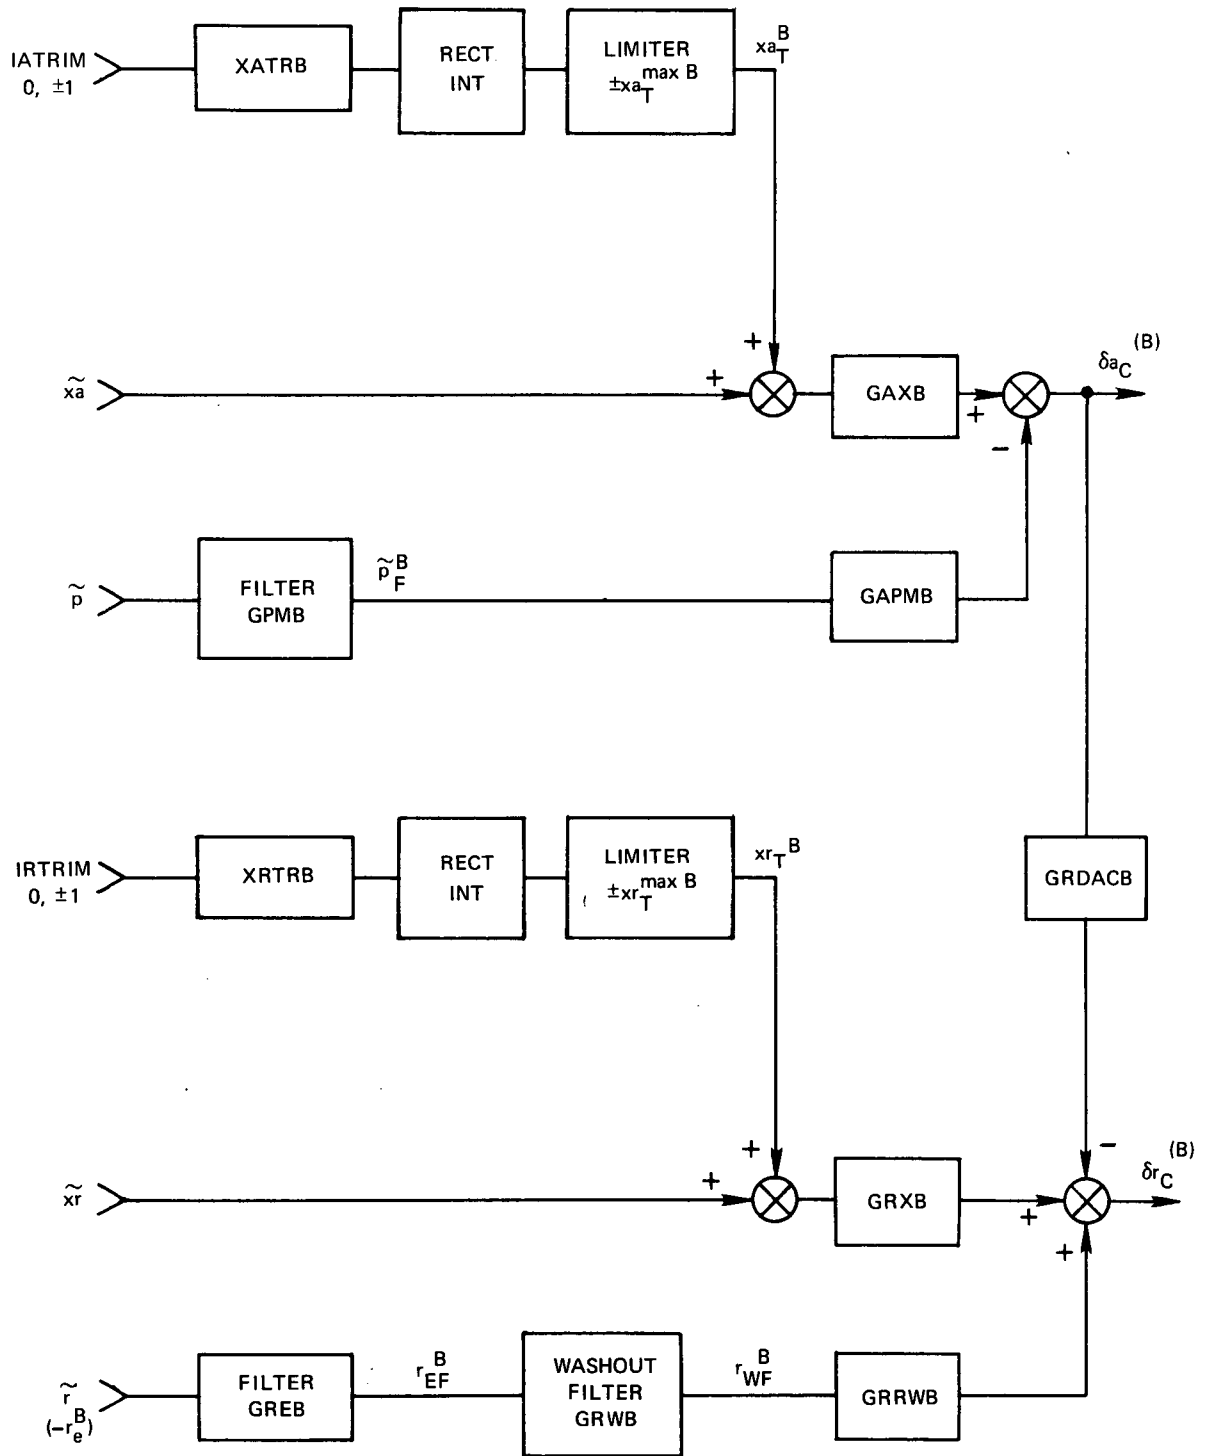 IATRIM
0, ±1
XATRB
RECT
INT
LIMITER
±xa_T^max B
xa_T^B
+
x̃a
+
GAXB
+
−
δa_C^(B)
p̃
FILTER
GPMB
p̃_F^B
GAPMB
IRTRIM
0, ±1
XRTRB
RECT
INT
LIMITER
±xr_T^max B
xr_T^B
GRDACB
+
x̃r
+
GRXB
+
−
+
δr_C^(B)
r̃
(−r_e^B)
FILTER
GREB
r_EF^B
WASHOUT
FILTER
GRWB
r_WF^B
GRRWB